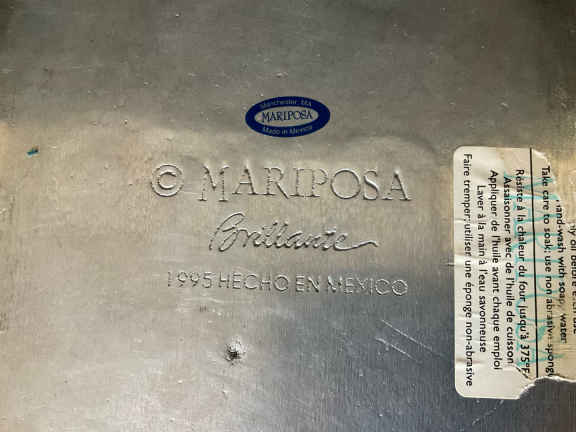 Manchester, MA
MARIPOSA
Made in Mexico
© MARIPOSA
Brillante
1995 HECHO EN MEXICO
hand-wash with soapy water
Take care to soak; use non abrasive
Résiste à la chaleur du four jusqu'à 375°F
Assaisonner avec de l'huile de cuisson
Appliquer de l'huile avant chaque emploi
Laver à la main à l'eau savonneuse
Faire tremper; utiliser une éponge non-abrasive